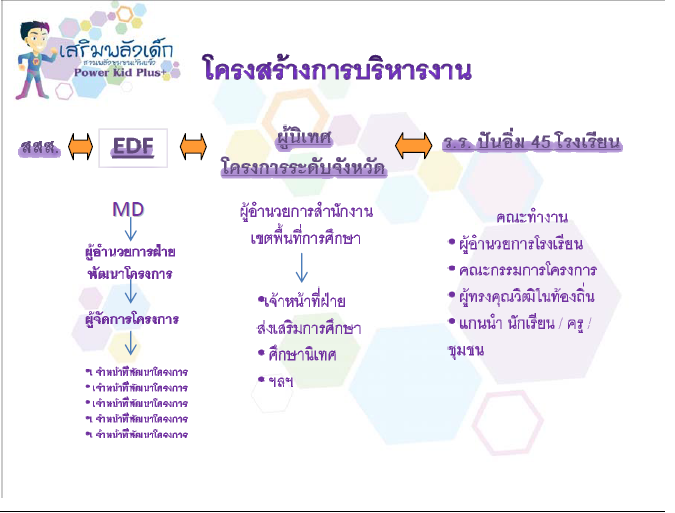 เสริมพลังเด็ก
Power Kid Plus+
โครงสร้างการบริหารงาน
สสส.
EDF
ผู้นิเทศ
โครงการระดับจังหวัด
ร.ร. ปันอิ่ม 45 โรงเรียน
MD
ผู้อำนวยการฝ่าย
พัฒนาโครงการ
ผู้จัดการโครงการ
• เจ้าหน้าที่พัฒนาโครงการ
• เจ้าหน้าที่พัฒนาโครงการ
• เจ้าหน้าที่พัฒนาโครงการ
• เจ้าหน้าที่พัฒนาโครงการ
• เจ้าหน้าที่พัฒนาโครงการ
ผู้อำนวยการสำนักงาน
เขตพื้นที่การศึกษา
•เจ้าหน้าที่ฝ่าย
ส่งเสริมการศึกษา
• ศึกษานิเทศ
• ฯลฯ
คณะทำงาน
• ผู้อำนวยการโรงเรียน
• คณะกรรมการโครงการ
• ผู้ทรงคุณวิฒิในท้องถิ่น
• แกนนำ นักเรียน / ครู /
ชุมชน